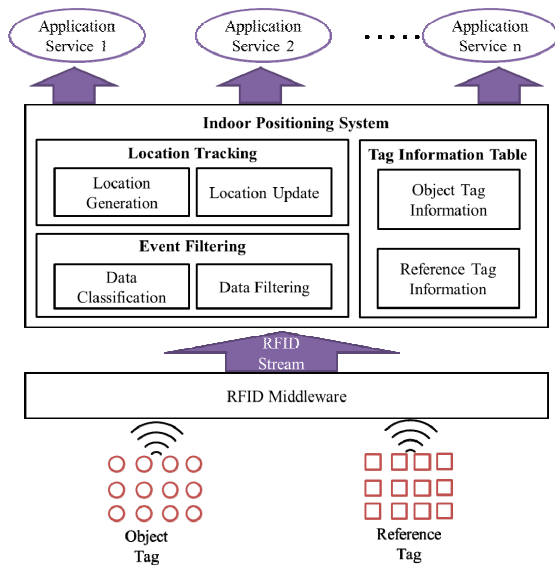 Application
Service 1
Application
Service 2
Application
Service n
Indoor Positioning System
Location Tracking
Location
Generation
Location Update
Event Filtering
Data
Classification
Data Filtering
Tag Information Table
Object Tag
Information
Reference Tag
Information
RFID
Stream
RFID Middleware
Object
Tag
Reference
Tag